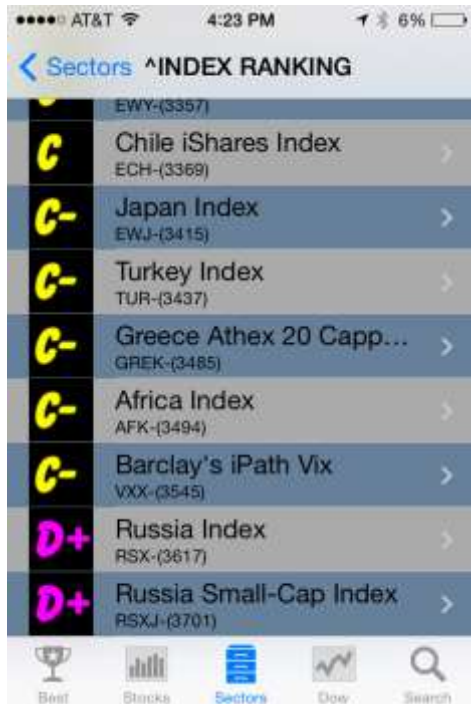 AT&T 4:23 PM 6%
Sectors ^INDEX RANKING
EWY-(3357)
C Chile iShares Index
ECH-(3369)
C- Japan Index
EWJ-(3415)
C- Turkey Index
TUR-(3437)
C- Greece Athex 20 Capp...
GREK-(3485)
C- Africa Index
AFK-(3494)
C- Barclay's iPath Vix
VXX-(3545)
D+ Russia Index
RSX-(3617)
D+ Russia Small-Cap Index
RSXJ-(3701)
Best Stocks Sectors Dow Search